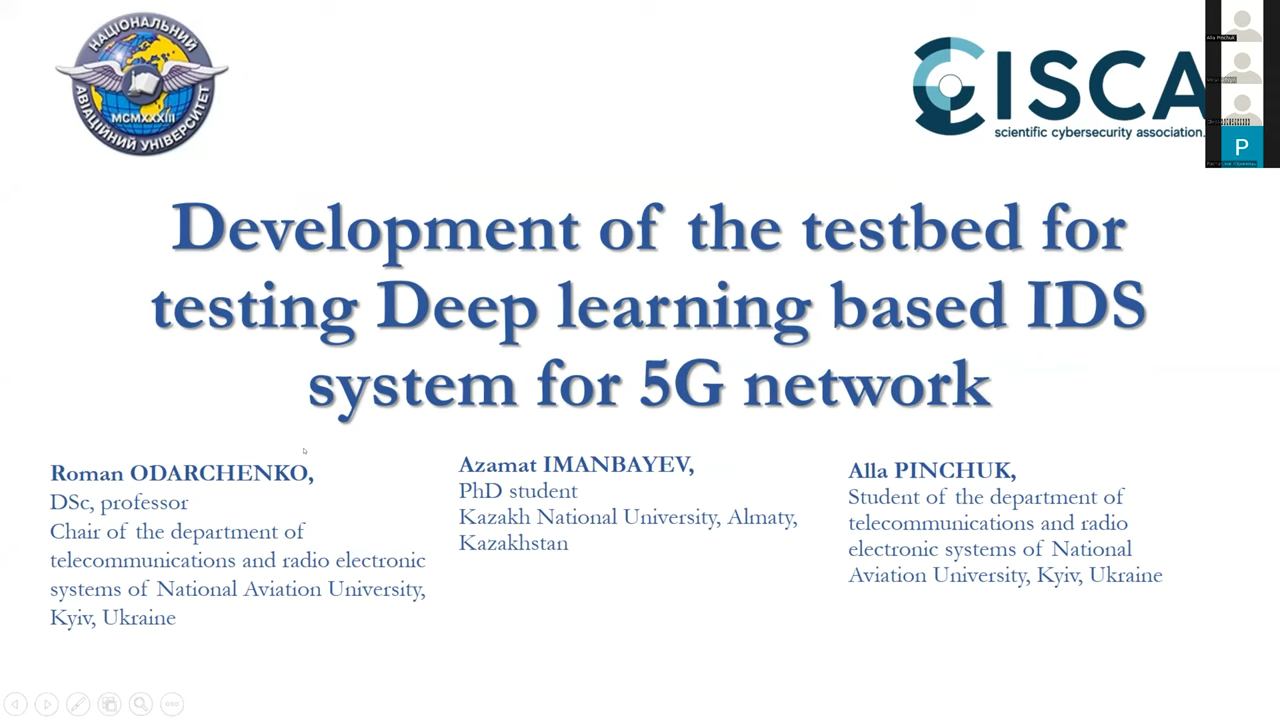 НАЦІОНАЛЬНИЙ
АВІАЦІЙНИЙ УНІВЕРСИТЕТ
MCMXXXIII
CISCA
scientific cybersecurity association.
Alla Pinchuk
P
Development of the testbed for
testing Deep learning based IDS
system for 5G network
Roman ODARCHENKO,
DSc, professor
Chair of the department of
telecommunications and radio electronic
systems of National Aviation University,
Kyiv, Ukraine
Azamat IMANBAYEV,
PhD student
Kazakh National University, Almaty,
Kazakhstan
Alla PINCHUK,
Student of the department of
telecommunications and radio
electronic systems of National
Aviation University, Kyiv, Ukraine